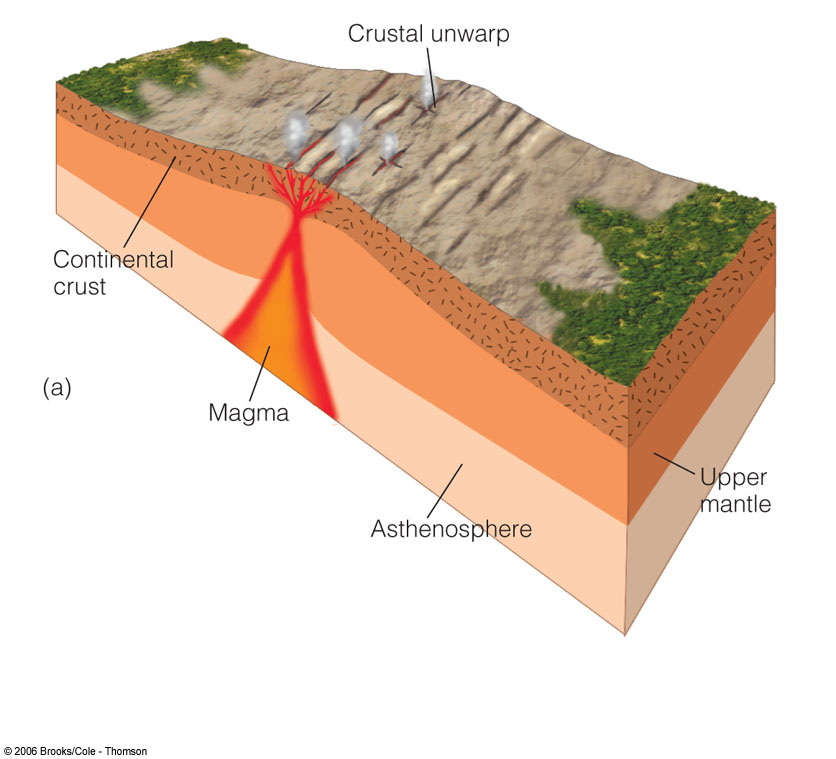 Crustal unwarp
Continental
crust
(a)
Magma
Upper
mantle
Asthenosphere
© 2006 Brooks/Cole - Thomson